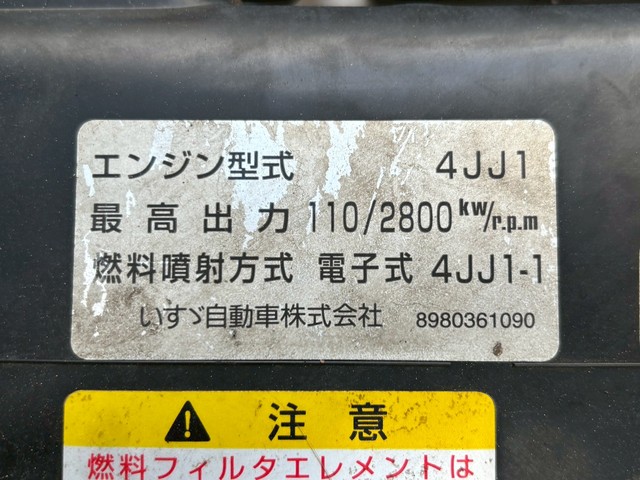 エンジン型式 4JJ1
最高出力 110/2800 kw/r.p.m
燃料噴射方式 電子式 4JJ1-1
いすゞ自動車株式会社 8980361090
注意
燃料フィルタエレメントは